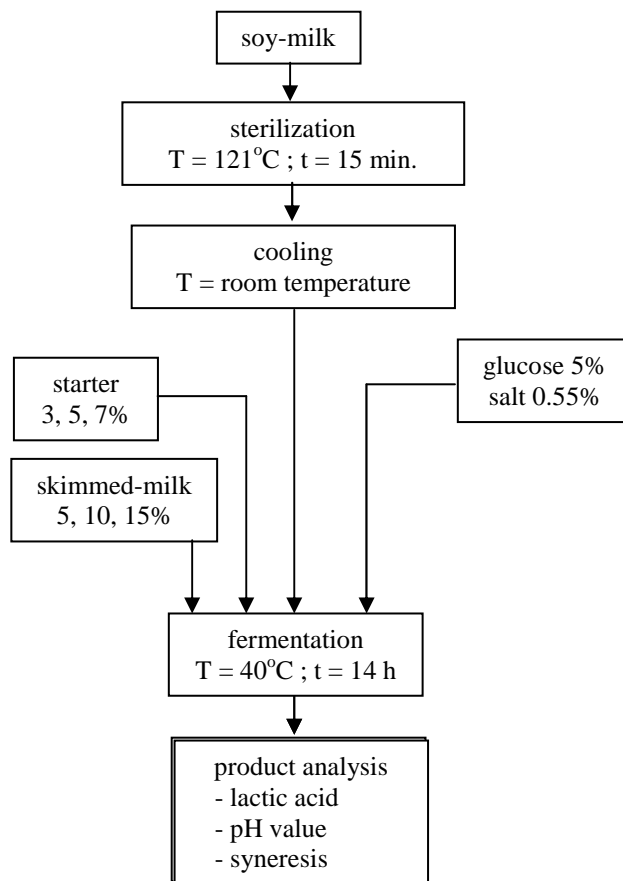 soy-milk
sterilization
T = 121°C ; t = 15 min.
cooling
T = room temperature
glucose 5%
salt 0.55%
starter
3, 5, 7%
skimmed-milk
5, 10, 15%
fermentation
T = 40°C ; t = 14 h
product analysis
- lactic acid
- pH value
- syneresis